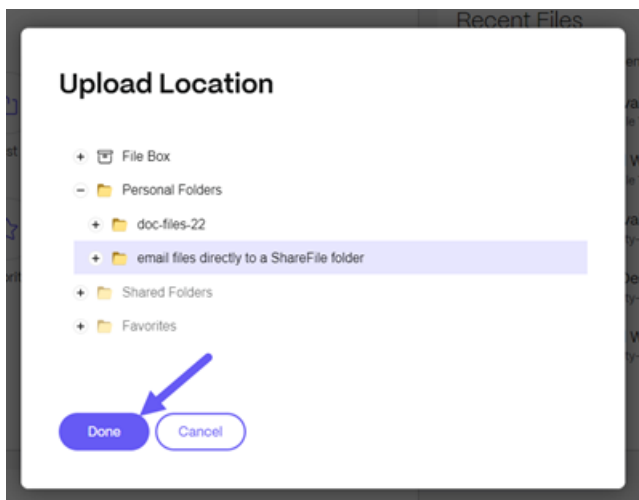 Recent Files
Upload Location
File Box
Personal Folders
doc-files-22
email files directly to a ShareFile folder
Shared Folders
Favorites
Done
Cancel